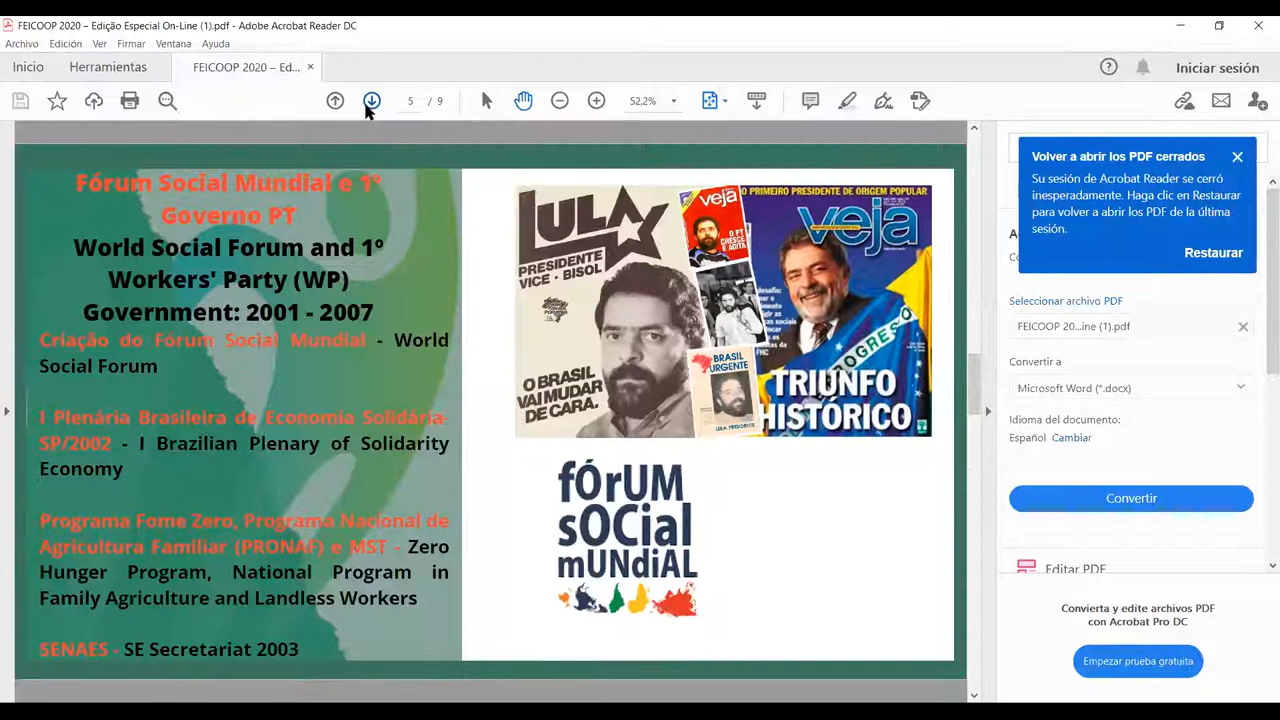 FEICOOP 2020 – Edição Especial On-Line (1).pdf - Adobe Acrobat Reader DC
Archivo Edición Ver Firmar Ventana Ayuda
Inicio Herramientas FEICOOP 2020 – Ed... × Iniciar sesión
5 / 9 52,2%
Fórum Social Mundial e 1º
Governo PT
World Social Forum and 1º
Workers' Party (WP)
Government: 2001 - 2007
Criação do Fórum Social Mundial - World
Social Forum
I Plenária Brasileira de Economia Solidária-
SP/2002 - I Brazilian Plenary of Solidarity
Economy
Programa Fome Zero, Programa Nacional de
Agricultura Familiar (PRONAF) e MST - Zero
Hunger Program, National Program in
Family Agriculture and Landless Workers
SENAES - SE Secretariat 2003
LULA
PRESIDENTE
VICE - BISOL
O BRASIL
VAI MUDAR
DE CARA.
veja
O PT
CRESCE
E AGITA
BRASIL
URGENTE
LULA PRESIDENTE
O PRIMEIRO PRESIDENTE DE ORIGEM POPULAR
veja
PROGRESSO
TRIUNFO
HISTÓRICO
fÓrUM
sOCial
mUNdiAL
Volver a abrir los PDF cerrados
Su sesión de Acrobat Reader se cerró
inesperadamente. Haga clic en Restaurar
para volver a abrir los PDF de la última
sesión.
Restaurar
Seleccionar archivo PDF
FEICOOP 20...ine (1).pdf
Convertir a
Microsoft Word (*.docx)
Idioma del documento:
Español Cambiar
Convertir
Editar PDF
Convierta y edite archivos PDF
con Acrobat Pro DC
Empezar prueba gratuita